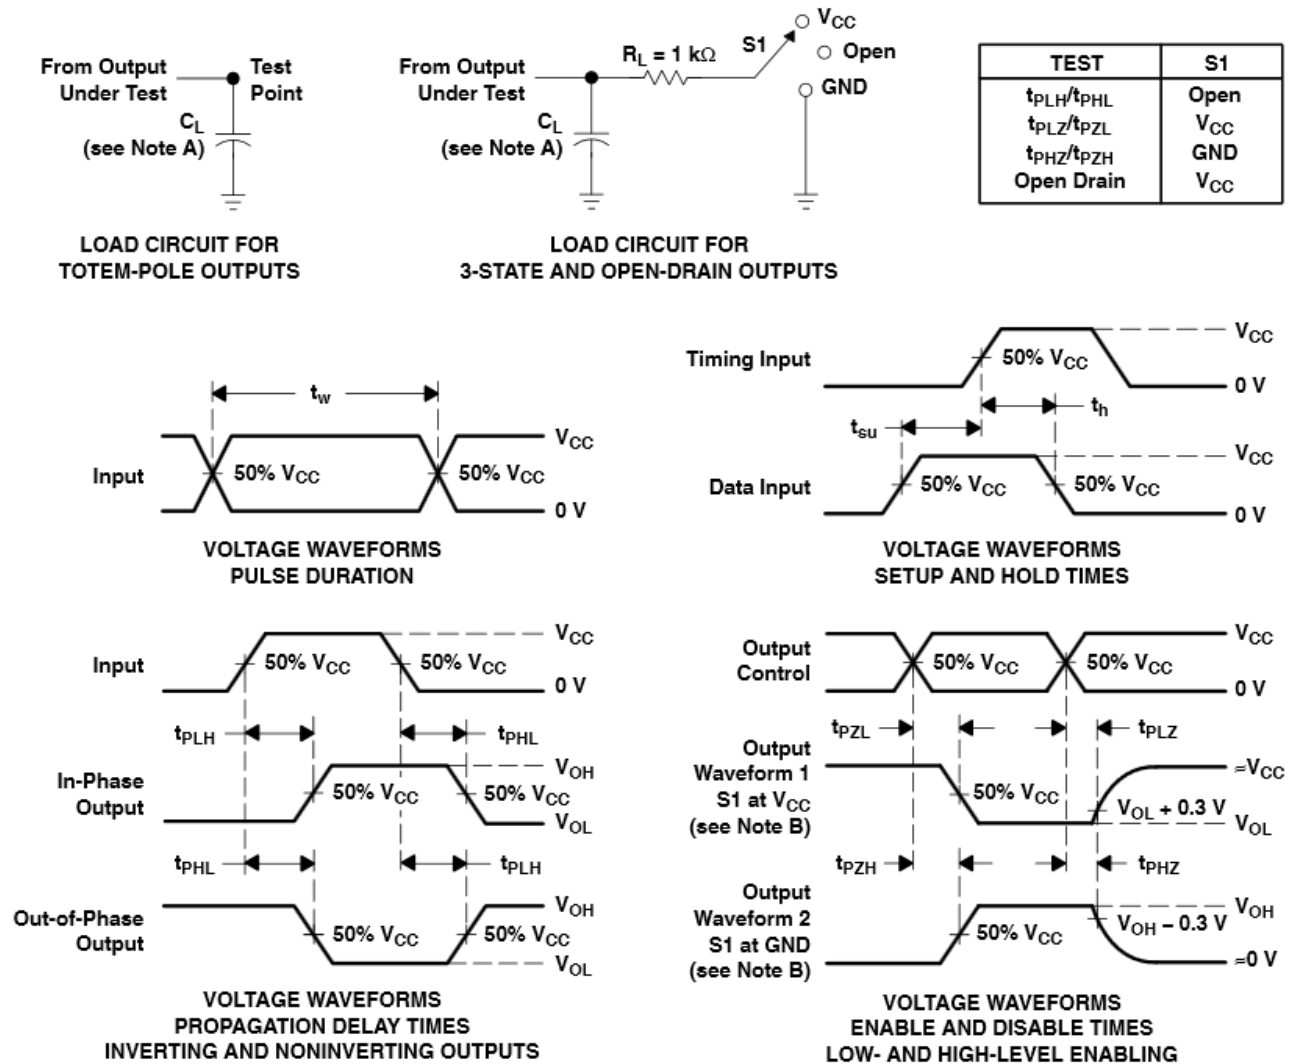 From Output
Under Test
Test
Point
CL
(see Note A)
LOAD CIRCUIT FOR
TOTEM-POLE OUTPUTS
From Output
Under Test
RL = 1 kΩ
S1
VCC
Open
GND
CL
(see Note A)
LOAD CIRCUIT FOR
3-STATE AND OPEN-DRAIN OUTPUTS
TEST S1
tPLH/tPHL Open
tPLZ/tPZL VCC
tPHZ/tPZH GND
Open Drain VCC
tw
Input
50% VCC
50% VCC
VCC
0 V
VOLTAGE WAVEFORMS
PULSE DURATION
Timing Input
50% VCC
VCC
0 V
tsu
th
Data Input
50% VCC
50% VCC
VCC
0 V
VOLTAGE WAVEFORMS
SETUP AND HOLD TIMES
Input
50% VCC
50% VCC
VCC
0 V
tPLH
tPHL
In-Phase
Output
50% VCC
50% VCC
VOH
VOL
tPHL
tPLH
Out-of-Phase
Output
50% VCC
50% VCC
VOH
VOL
VOLTAGE WAVEFORMS
PROPAGATION DELAY TIMES
INVERTING AND NONINVERTING OUTPUTS
Output
Control
50% VCC
50% VCC
VCC
0 V
tPZL
tPLZ
Output
Waveform 1
S1 at VCC
(see Note B)
50% VCC
≈VCC
VOL + 0.3 V
VOL
tPZH
tPHZ
Output
Waveform 2
S1 at GND
(see Note B)
50% VCC
VOH
VOH − 0.3 V
≈0 V
VOLTAGE WAVEFORMS
ENABLE AND DISABLE TIMES
LOW- AND HIGH-LEVEL ENABLING